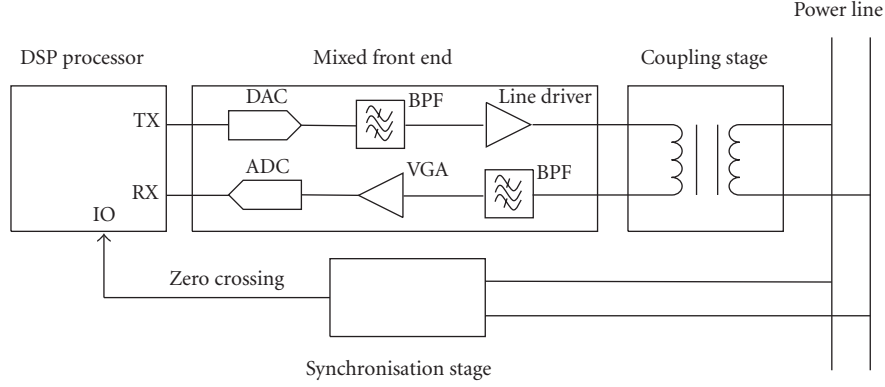 Power line
DSP processor
Mixed front end
Coupling stage
DAC
BPF
Line driver
TX
ADC
VGA
BPF
RX
IO
Zero crossing
Synchronisation stage